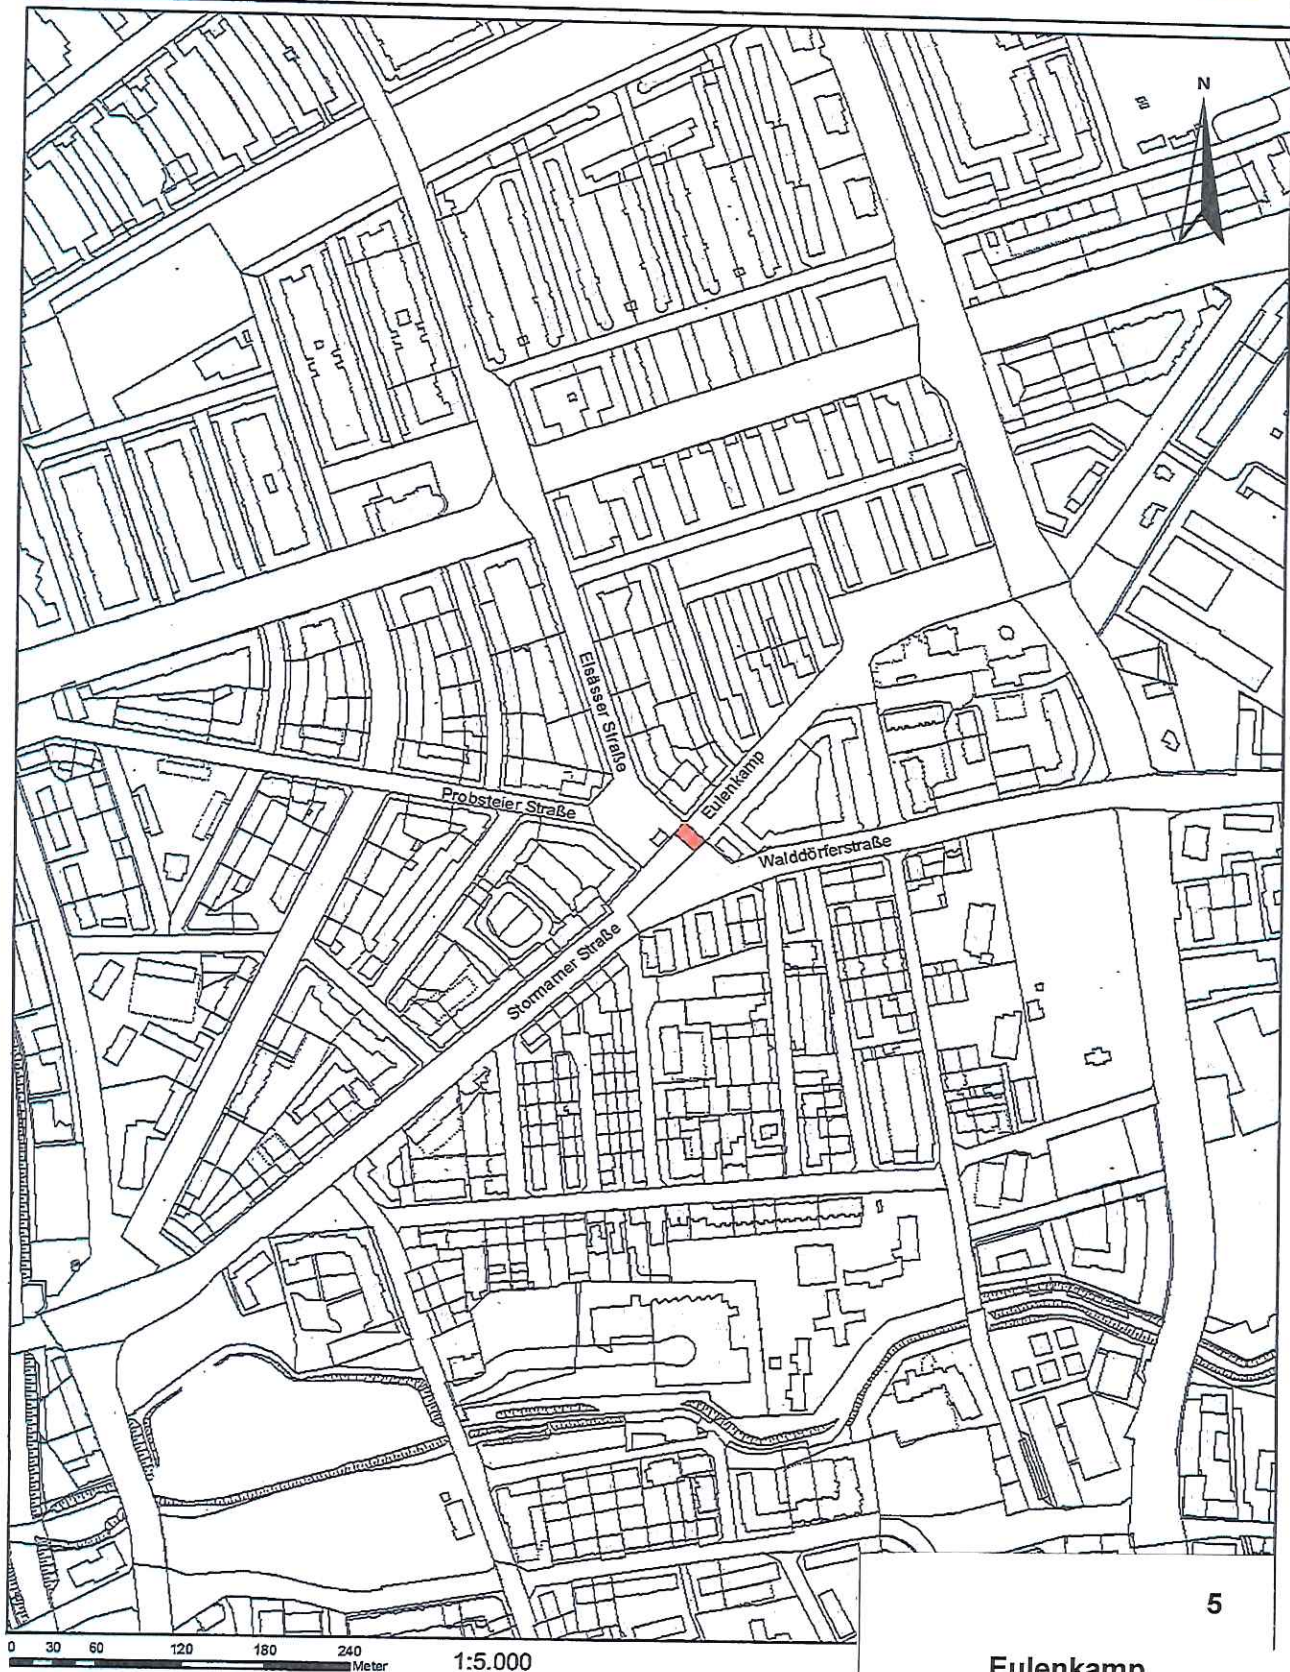 N
Elsässer Straße
Eulenkamp
Probsteier Straße
Walddörferstraße
Stormarner Straße
5
0 30 60 120 180 240
Meter
1:5.000
Eulenkamp